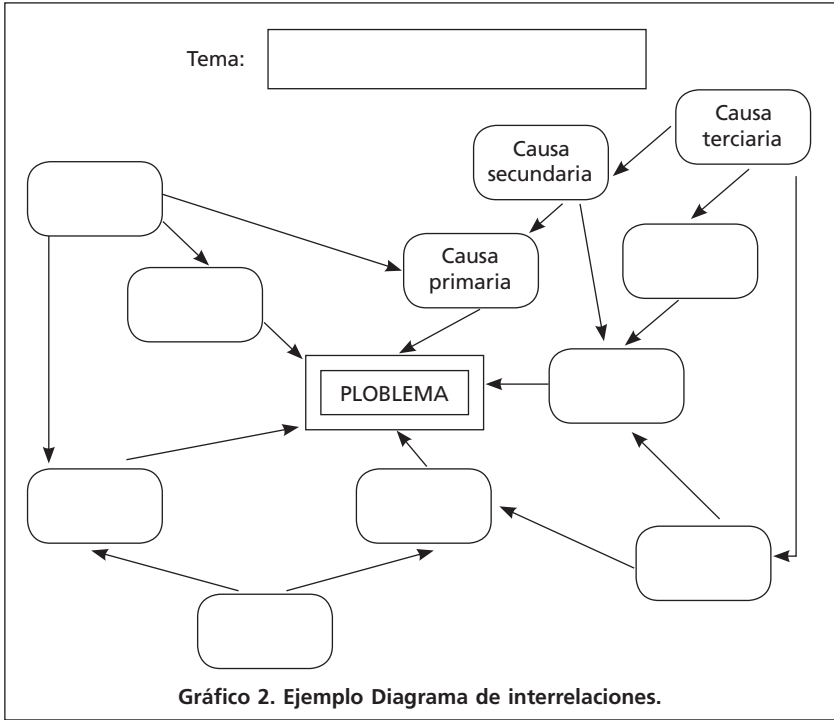 Tema:
Causa
terciaria
Causa
secundaria
Causa
primaria
PLOBLEMA
Gráfico 2. Ejemplo Diagrama de interrelaciones.